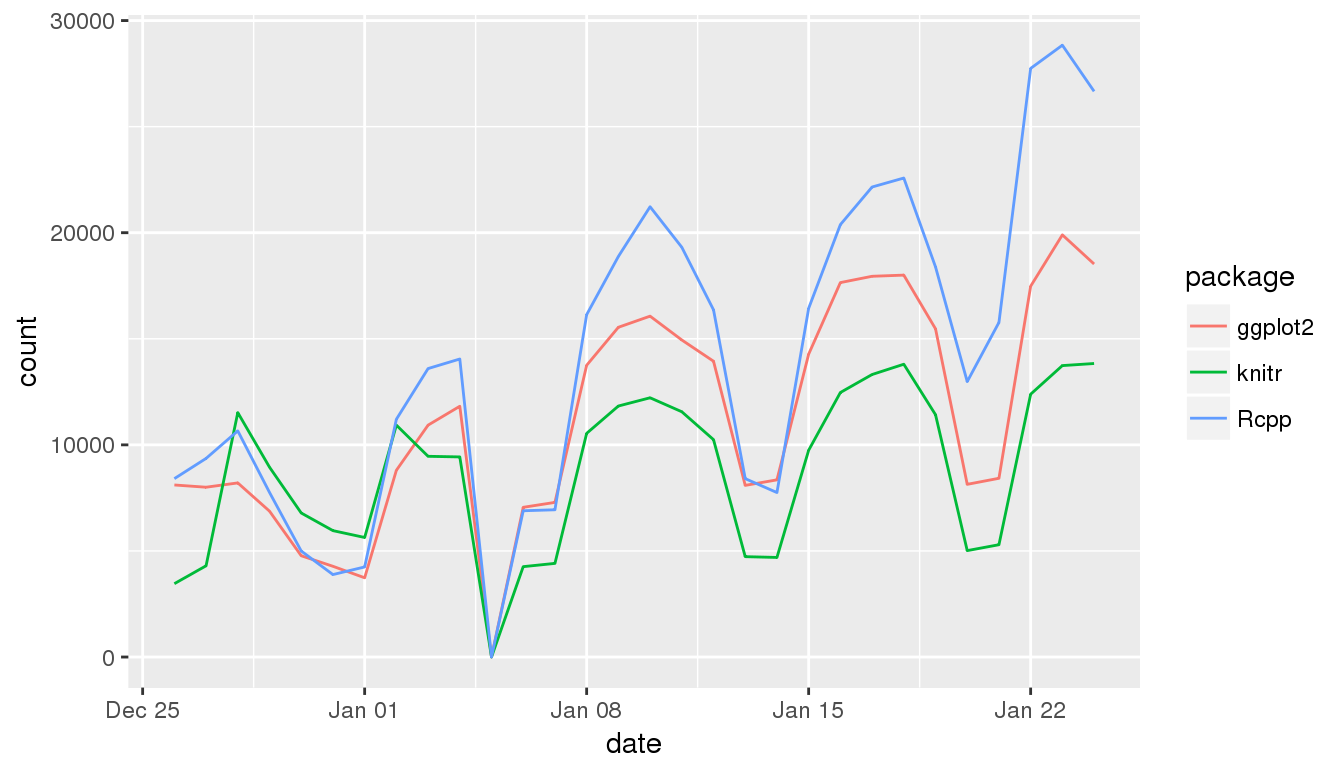 30000
20000
10000
0
count
Dec 25
Jan 01
Jan 08
Jan 15
Jan 22
date
package
ggplot2
knitr
Rcpp